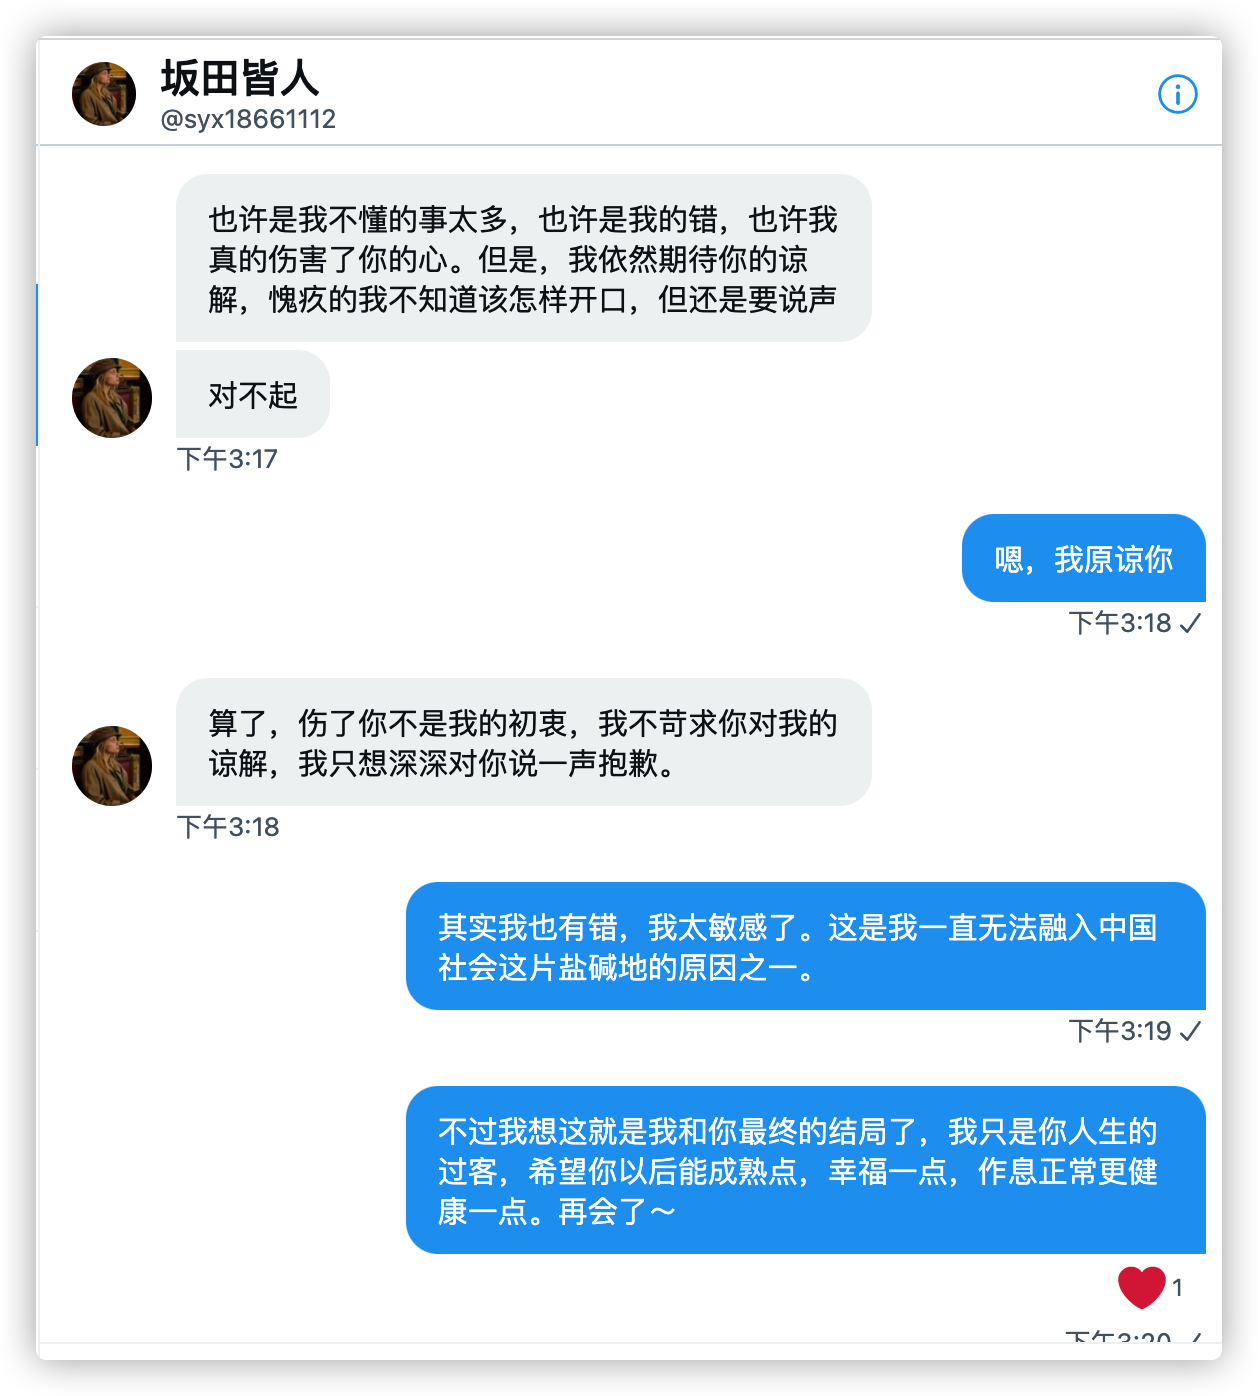 坂田皆人
@syx18661112
也许是我不懂的事太多，也许是我的错，也许我
真的伤害了你的心。但是，我依然期待你的谅
解，愧疚的我不知道该怎样开口，但还是要说声
对不起
下午3:17
嗯，我原谅你
下午3:18
算了，伤了你不是我的初衷，我不苛求你对我的
谅解，我只想深深对你说一声抱歉。
下午3:18
其实我也有错，我太敏感了。这是我一直无法融入中国
社会这片盐碱地的原因之一。
下午3:19
不过我想这就是我和你最终的结局了，我只是你人生的
过客，希望你以后能成熟点，幸福一点，作息正常更健
康一点。再会了～
1
下午3:20